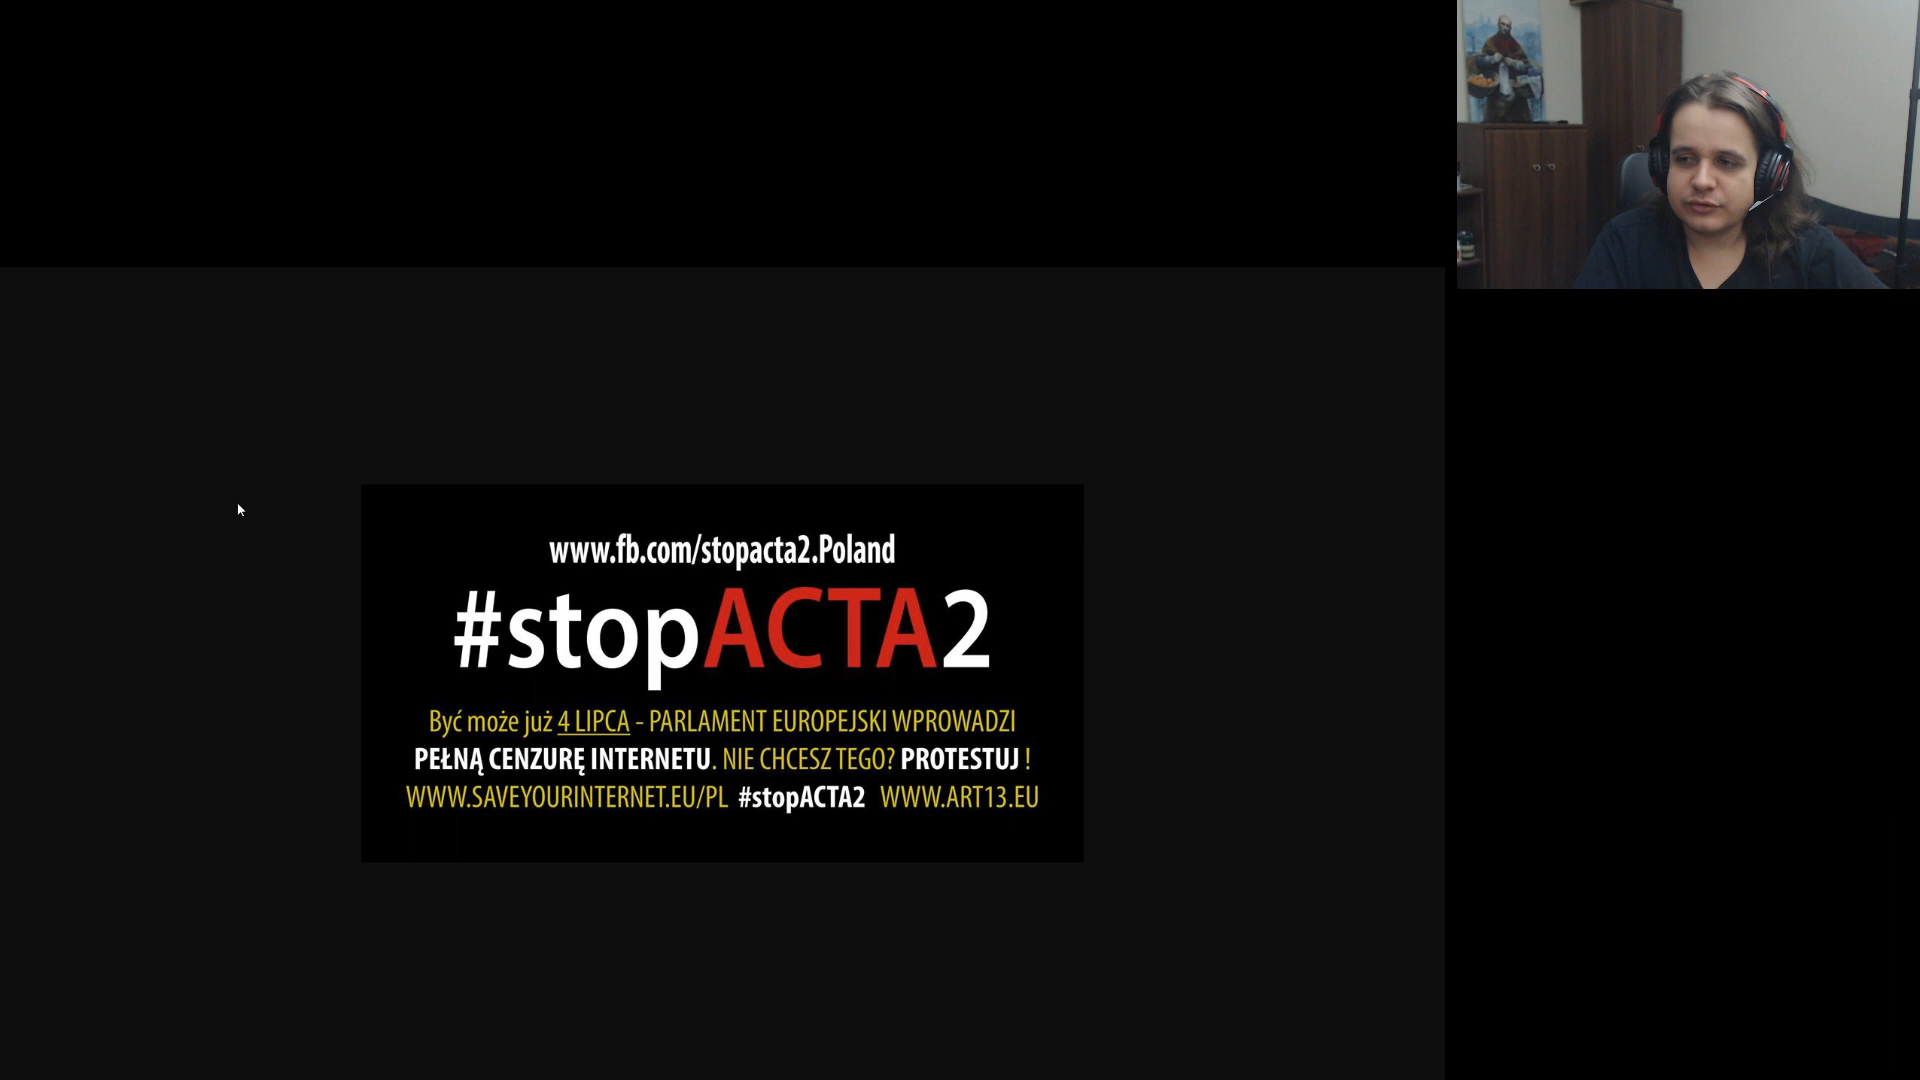 www.fb.com/stopacta2.Poland
#stopACTA2
Być może już 4 LIPCA - PARLAMENT EUROPEJSKI WPROWADZI
PEŁNĄ CENZURĘ INTERNETU. NIE CHCESZ TEGO? PROTESTUJ !
WWW.SAVEYOURINTERNET.EU/PL #stopACTA2 WWW.ART13.EU